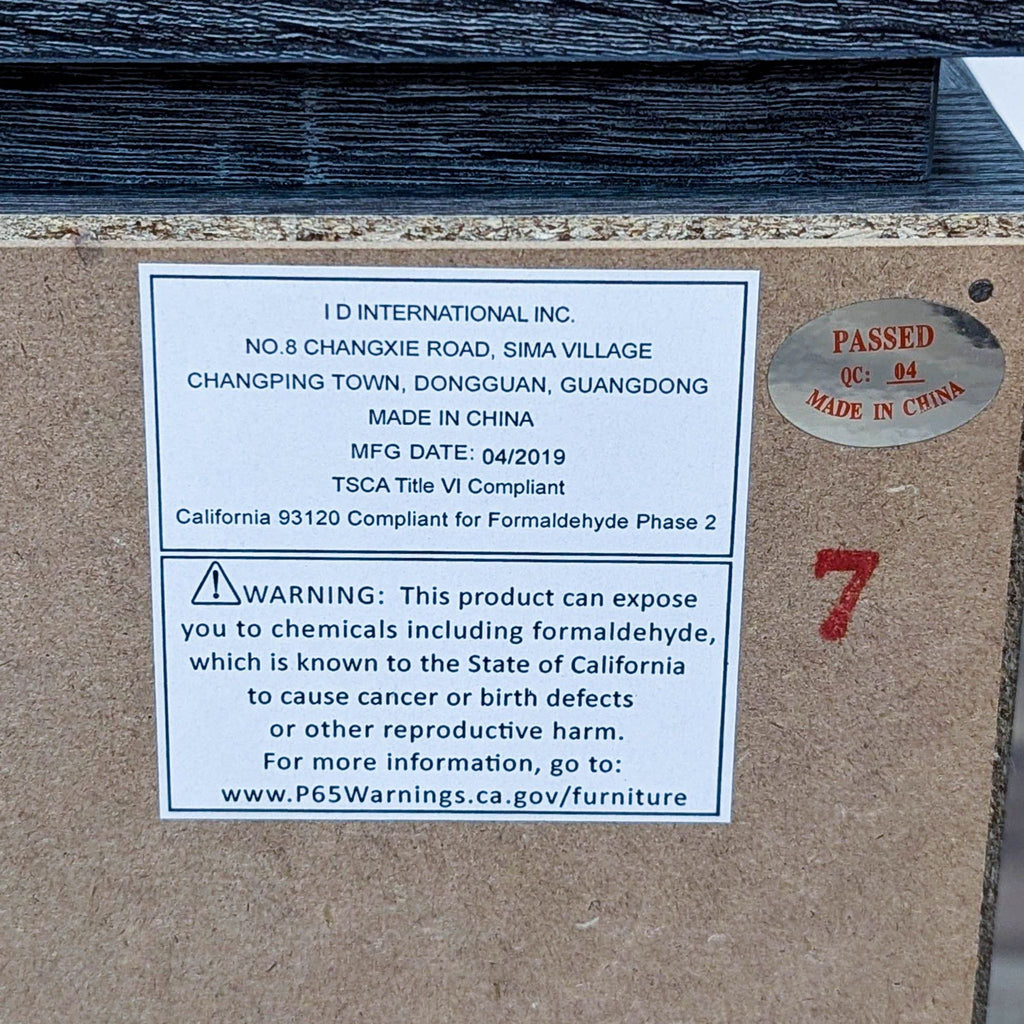 I D INTERNATIONAL INC.
NO.8 CHANGXIE ROAD, SIMA VILLAGE
CHANGPING TOWN, DONGGUAN, GUANGDONG
MADE IN CHINA
MFG DATE: 04/2019
TSCA Title VI Compliant
California 93120 Compliant for Formaldehyde Phase 2
⚠WARNING: This product can expose
you to chemicals including formaldehyde,
which is known to the State of California
to cause cancer or birth defects
or other reproductive harm.
For more information, go to:
www.P65Warnings.ca.gov/furniture
PASSED
QC: 04
MADE IN CHINA
7